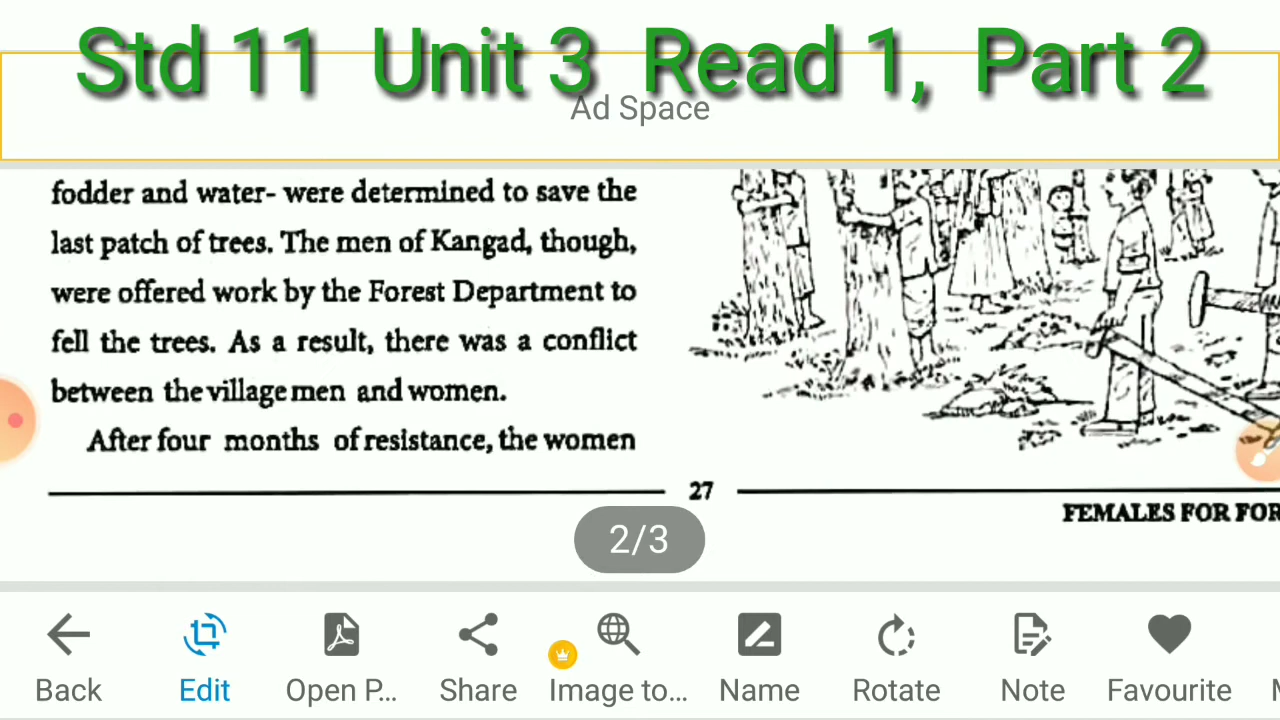 Std 11 Unit 3 Read 1, Part 2
Ad Space
fodder and water- were determined to save the
last patch of trees. The men of Kangad, though,
were offered work by the Forest Department to
fell the trees. As a result, there was a conflict
between the village men and women.
After four months of resistance, the women
27
FEMALES FOR FOR
2/3
Back Edit Open P... Share Image to... Name Rotate Note Favourite